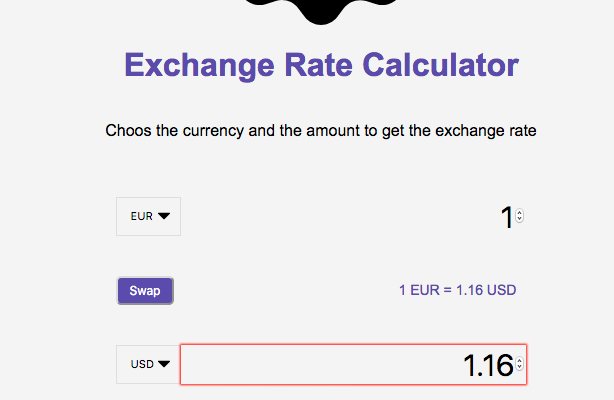 Exchange Rate Calculator
Choos the currency and the amount to get the exchange rate
EUR 1
Swap 1 EUR = 1.16 USD
USD 1.16